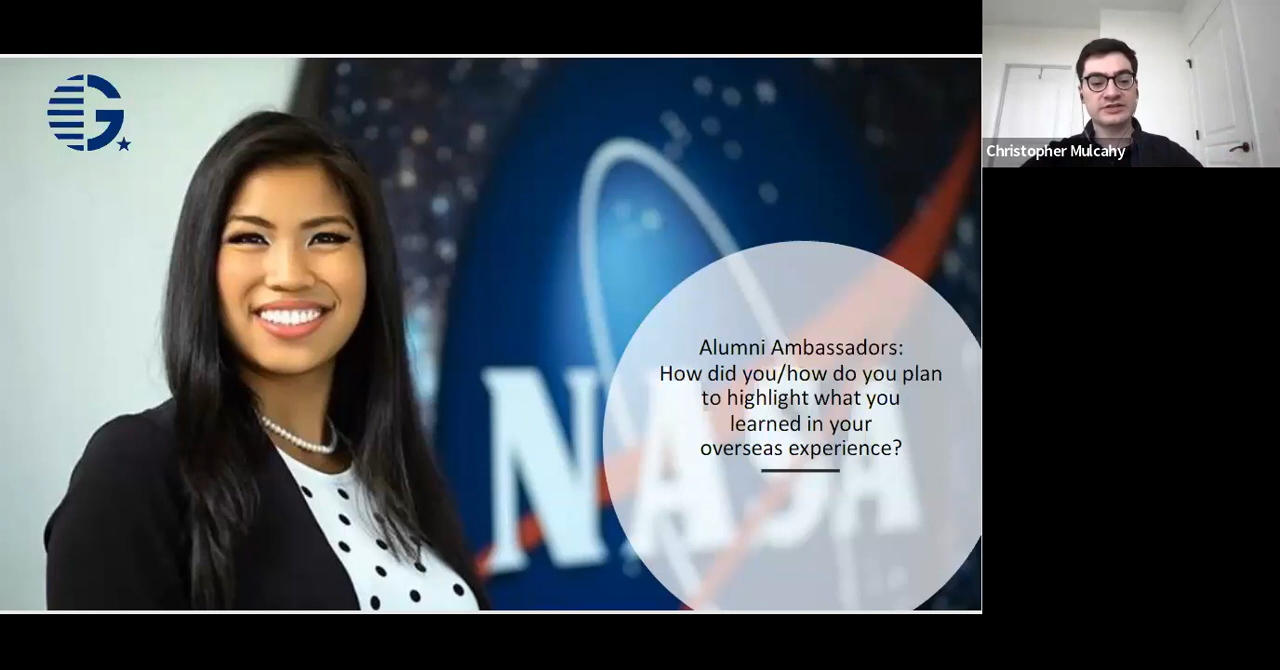 G
Christopher Mulcahy
NASA
Alumni Ambassadors:
How did you/how do you plan
to highlight what you
learned in your
overseas experience?